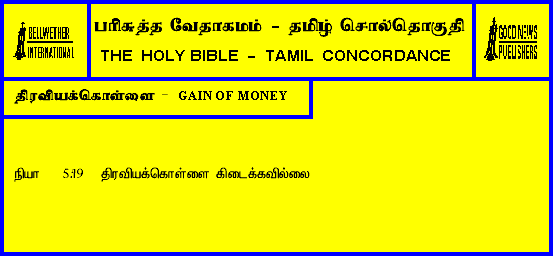 BELLWETHER
INTERNATIONAL
பரிசுத்த வேதாகமம் - தமிழ் சொல்தொகுதி
THE HOLY BIBLE - TAMIL CONCORDANCE
GOOD NEWS
PUBLISHERS
திரவியக்கொள்ளை - GAIN OF MONEY
நியா 5:19 திரவியக்கொள்ளை கிடைக்கவில்லை